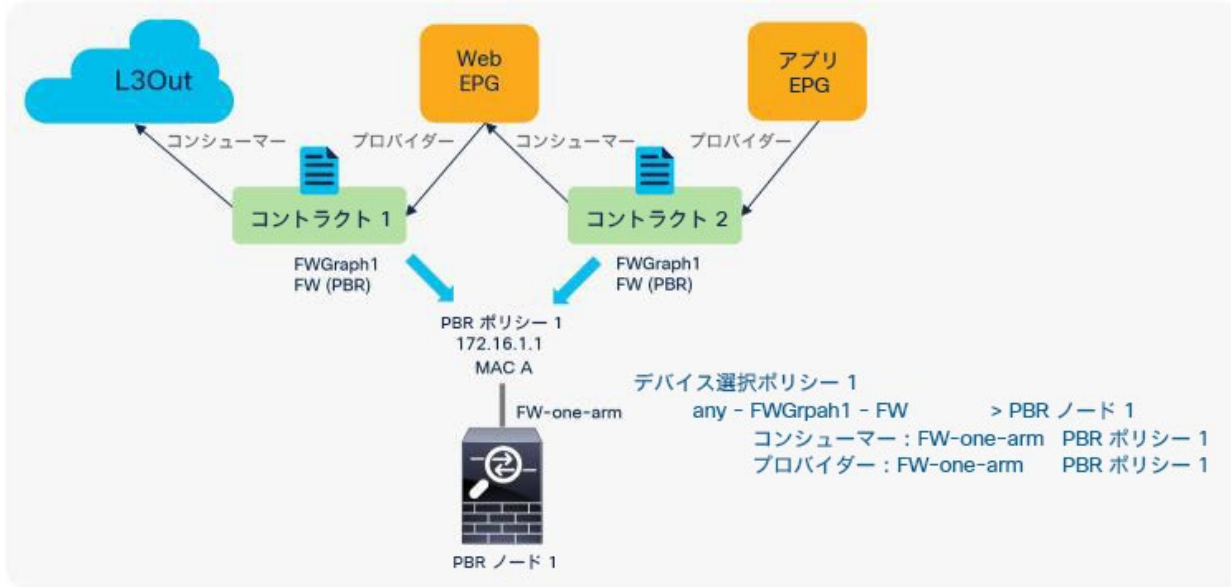 L3Out
Web
EPG
アプリ
EPG
コンシューマー
プロバイダー
コンシューマー
プロバイダー
コントラクト 1
コントラクト 2
FWGraph1
FW (PBR)
FWGraph1
FW (PBR)
PBR ポリシー 1
172.16.1.1
MAC A
FW-one-arm
PBR ノード 1
デバイス選択ポリシー 1
any - FWGrpah1 - FW > PBR ノード 1
コンシューマー : FW-one-arm PBR ポリシー 1
プロバイダー : FW-one-arm PBR ポリシー 1